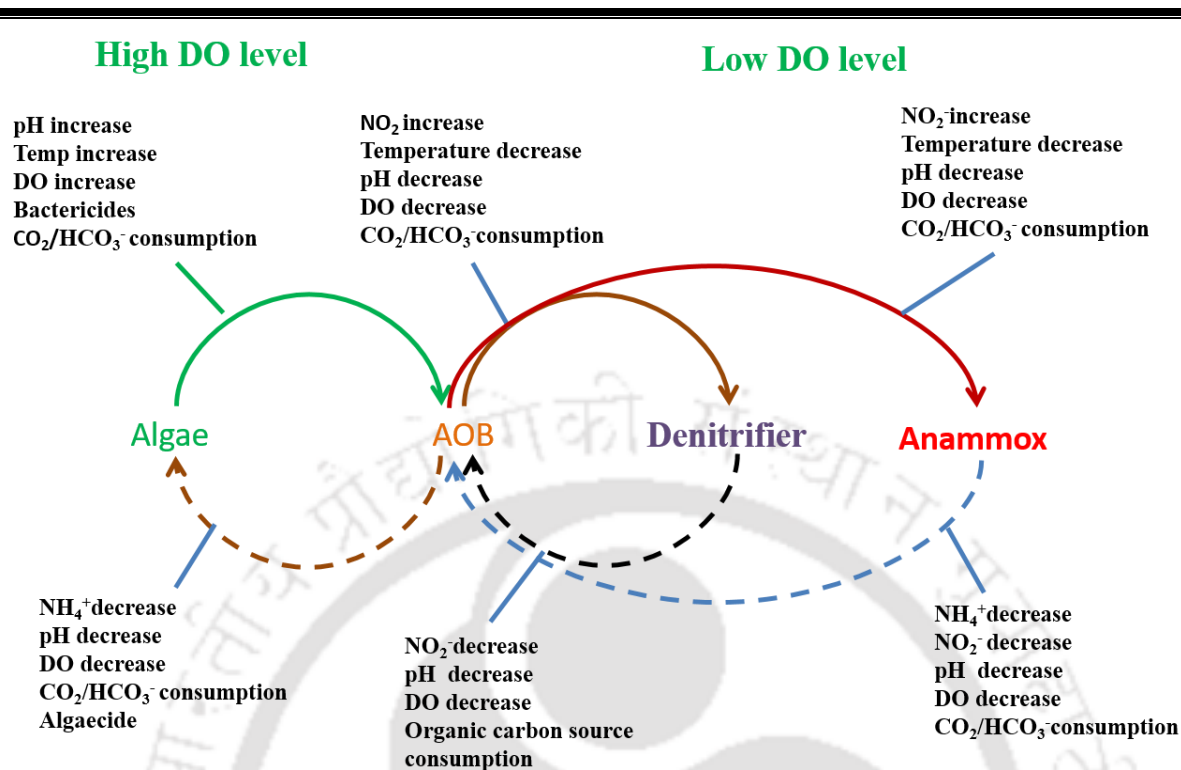 High DO level
Low DO level
pH increase
Temp increase
DO increase
Bactericides
CO₂/HCO₃⁻ consumption
NO₂ increase
Temperature decrease
pH decrease
DO decrease
CO₂/HCO₃⁻consumption
NO₂⁻increase
Temperature decrease
pH decrease
DO decrease
CO₂/HCO₃⁻ consumption
Algae
AOB
Denitrifier
Anammox
NH₄⁺decrease
pH decrease
DO decrease
CO₂/HCO₃⁻ consumption
Algaecide
NO₂⁻decrease
pH decrease
DO decrease
Organic carbon source
consumption
NH₄⁺decrease
NO₂⁻ decrease
pH decrease
DO decrease
CO₂/HCO₃⁻consumption
प्रौद्योगिकी संस्थान